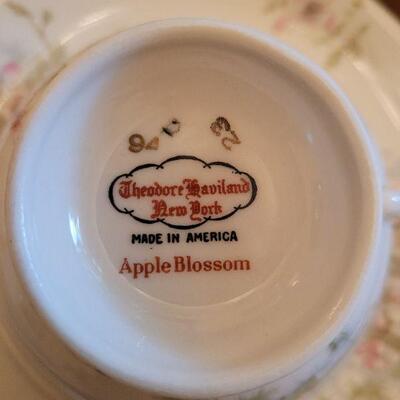 Theodore Haviland
New York
MADE IN AMERICA
Apple Blossom